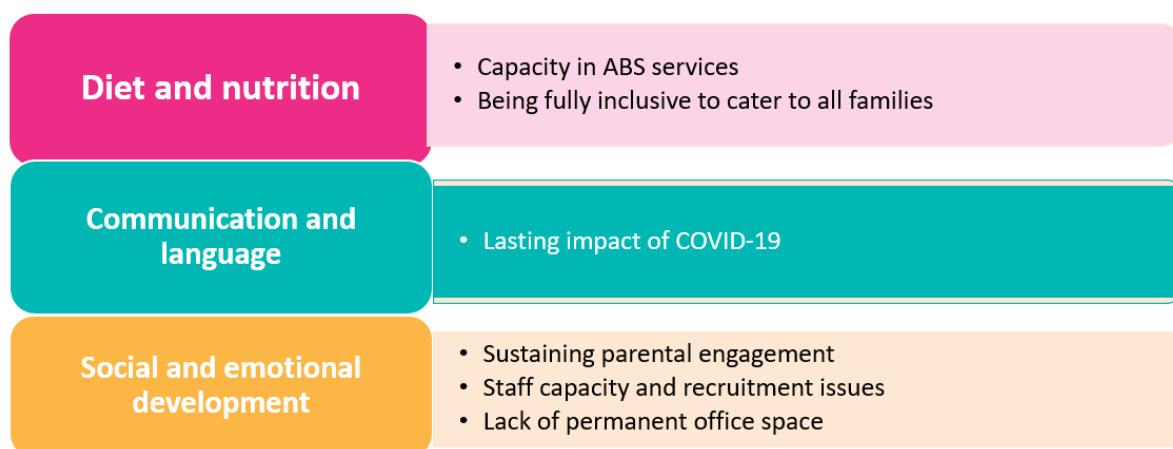 Diet and nutrition
• Capacity in ABS services
• Being fully inclusive to cater to all families
Communication and
language
• Lasting impact of COVID-19
Social and emotional
development
• Sustaining parental engagement
• Staff capacity and recruitment issues
• Lack of permanent office space